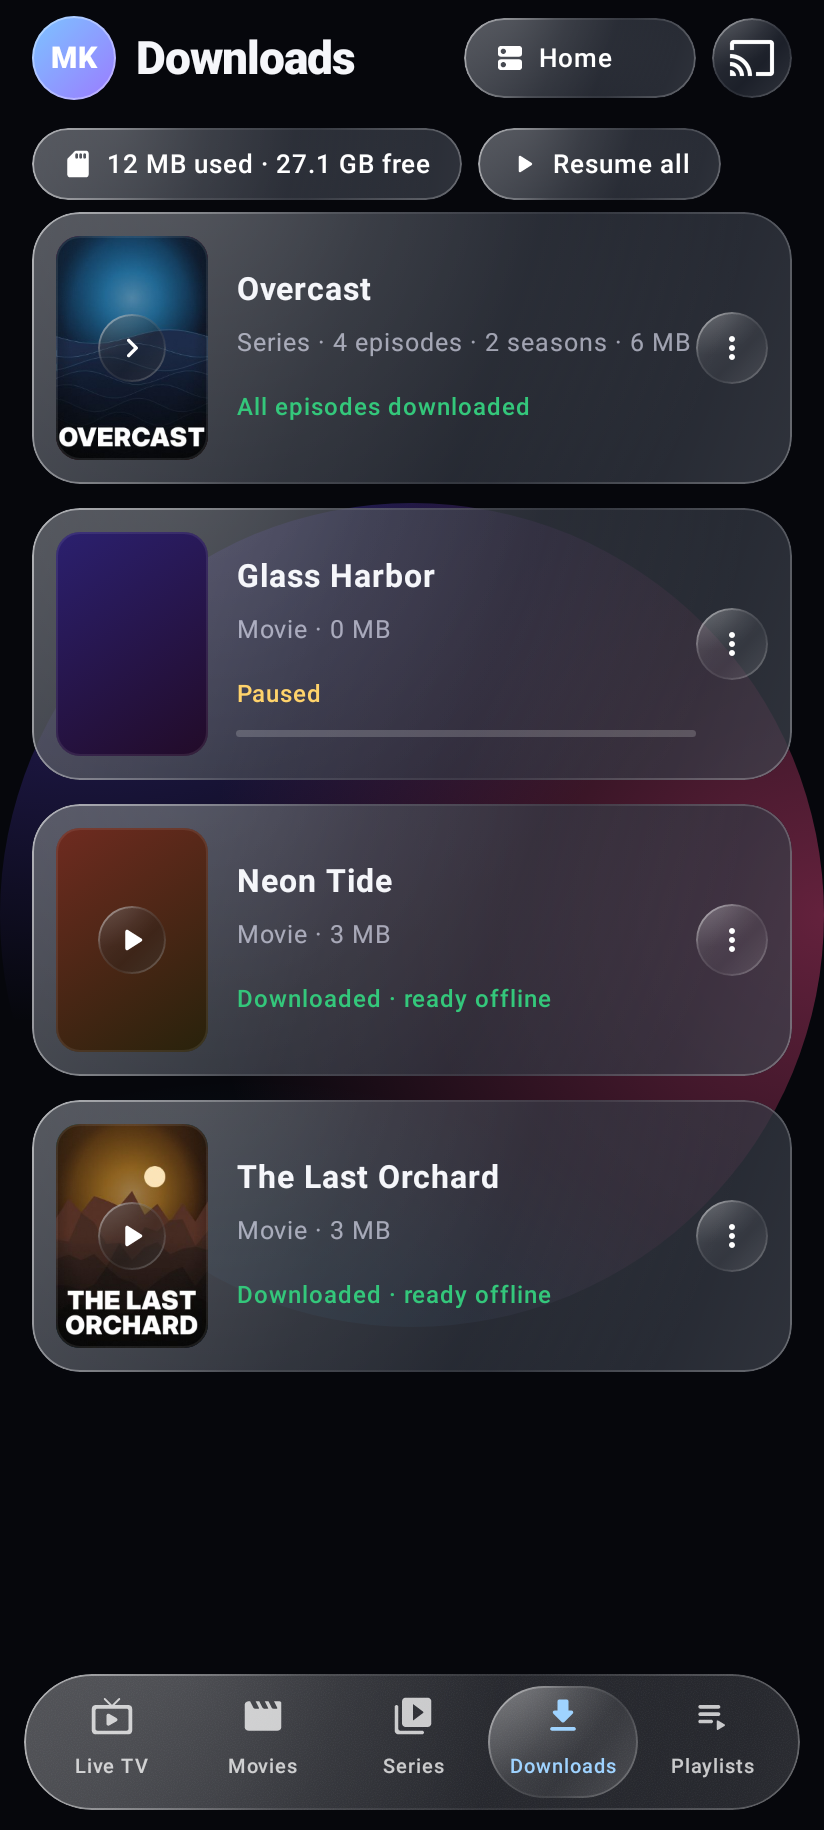 MK
Downloads
Home
12 MB used · 27.1 GB free
Resume all
OVERCAST
Overcast
Series · 4 episodes · 2 seasons · 6 MB
All episodes downloaded
Glass Harbor
Movie · 0 MB
Paused
Neon Tide
Movie · 3 MB
Downloaded · ready offline
THE LAST
ORCHARD
The Last Orchard
Movie · 3 MB
Downloaded · ready offline
Live TV
Movies
Series
Downloads
Playlists